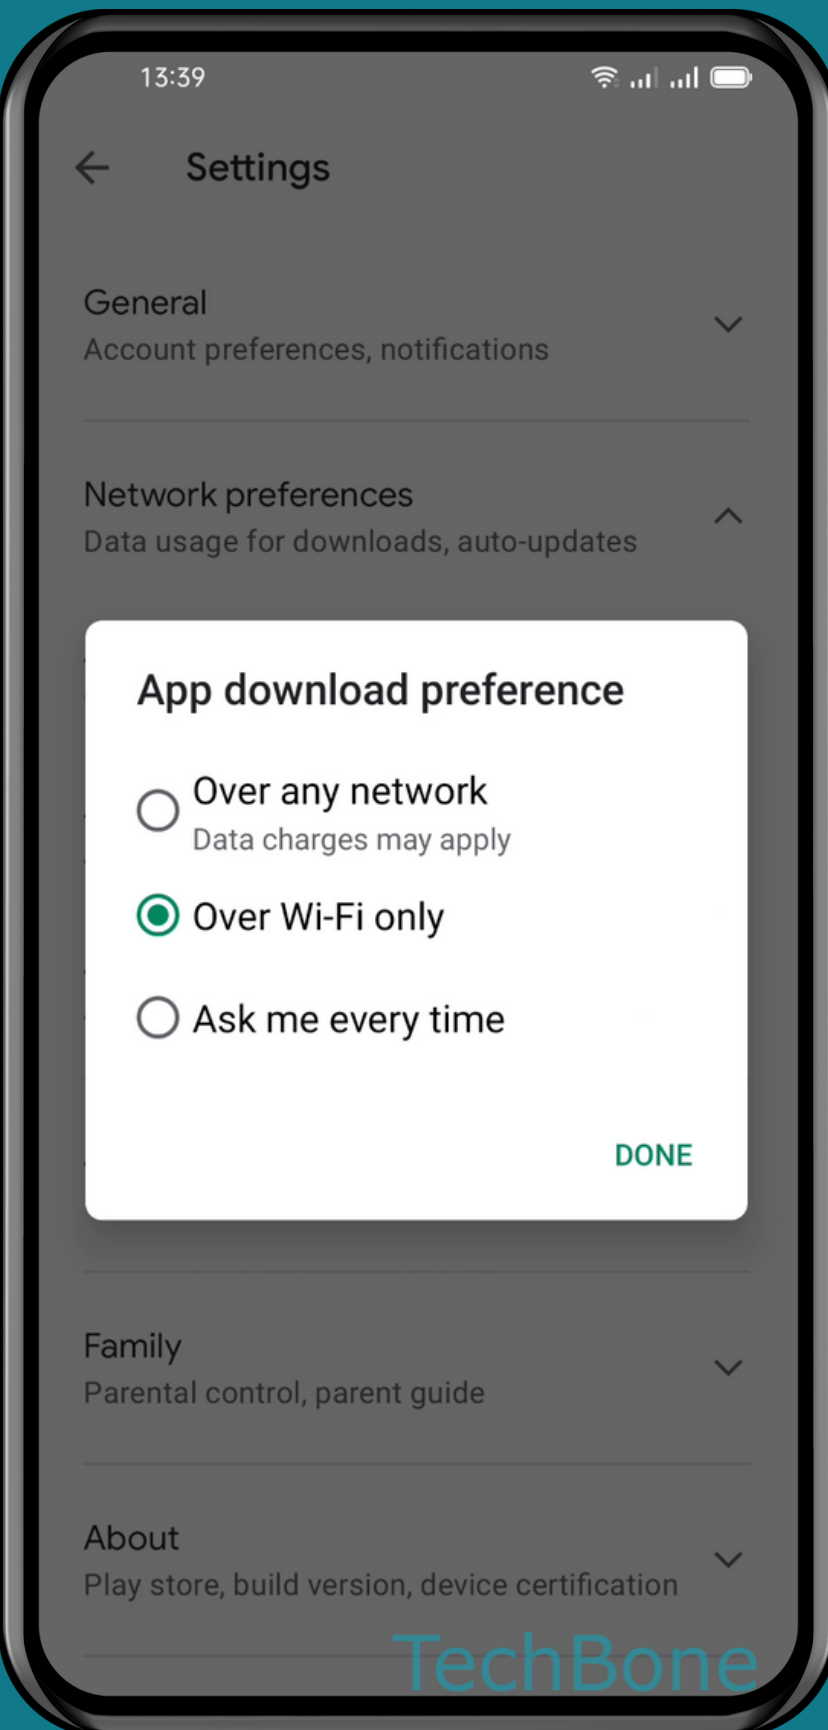 13:39
Settings
General
Account preferences, notifications
Network preferences
Data usage for downloads, auto-updates
App download preference
Over any network
Data charges may apply
Over Wi-Fi only
Ask me every time
DONE
Family
Parental control, parent guide
About
Play store, build version, device certification
TechBone